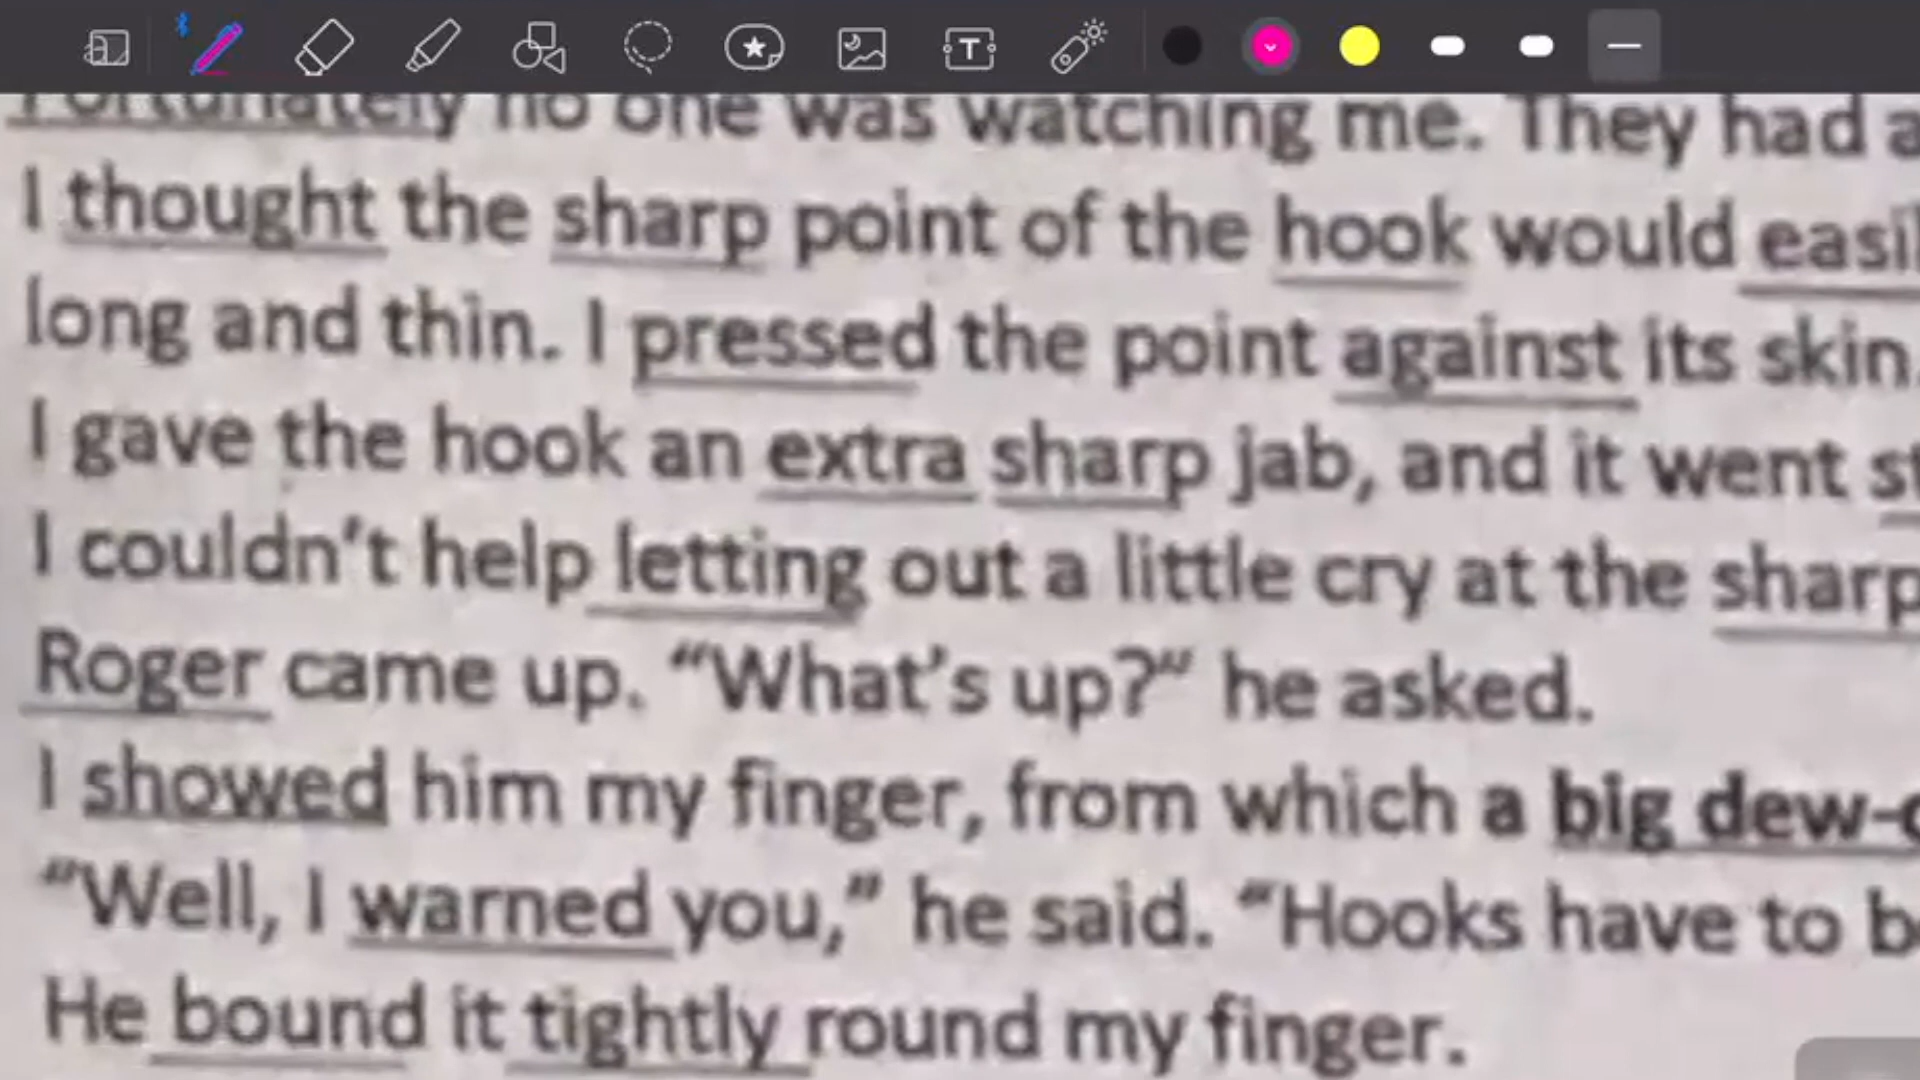 Fortunately no one was watching me. They had
I thought the sharp point of the hook would
long and thin. I pressed the point against its skin.
I gave the hook an extra sharp jab, and it went
I couldn't help letting out a little cry at the sharp
Roger came up. "What's up?" he asked.
I showed him my finger, from which a big dew-
"Well, I warned you," he said. "Hooks have to
He bound it tightly round my finger.